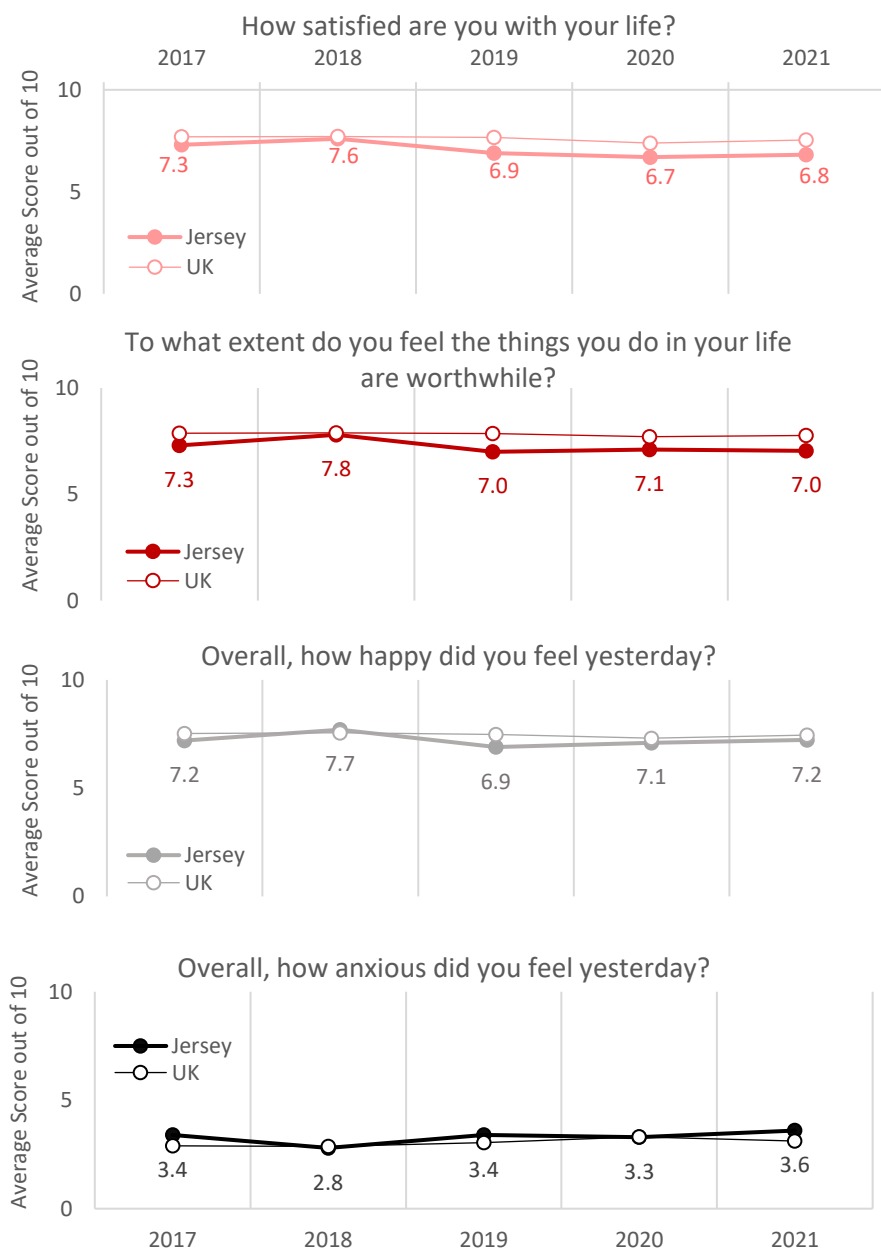 How satisfied are you with your life?
2017 2018 2019 2020 2021
Average Score out of 10
10
5
0
7.3 7.6 6.9 6.7 6.8
Jersey
UK
To what extent do you feel the things you do in your life
are worthwhile?
Average Score out of 10
10
5
0
7.3 7.8 7.0 7.1 7.0
Jersey
UK
Overall, how happy did you feel yesterday?
Average Score out of 10
10
5
0
7.2 7.7 6.9 7.1 7.2
Jersey
UK
Overall, how anxious did you feel yesterday?
Average Score out of 10
10
5
0
Jersey
UK
3.4 2.8 3.4 3.3 3.6
2017 2018 2019 2020 2021